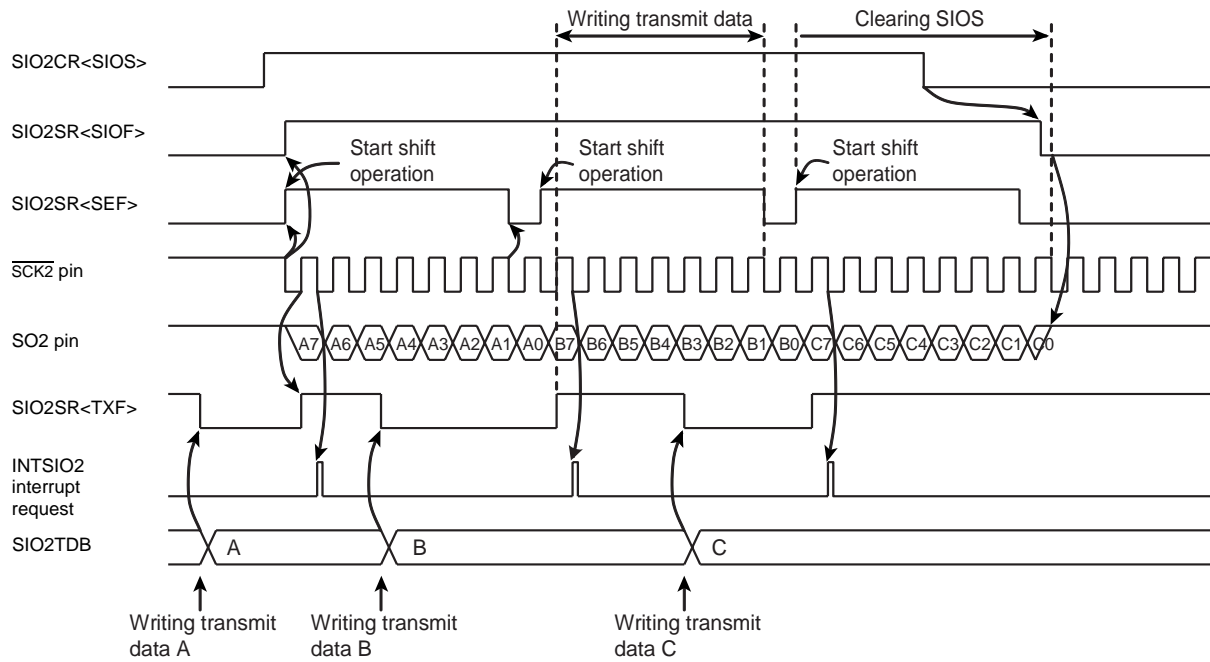 Writing transmit data
Clearing SIOS
SIO2CR<SIOS>
SIO2SR<SIOF>
Start shift
operation
Start shift
operation
Start shift
operation
SIO2SR<SEF>
SCK2 pin
SO2 pin
A7 A6 A5 A4 A3 A2 A1 A0 B7 B6 B5 B4 B3 B2 B1 B0 C7 C6 C5 C4 C3 C2 C1 C0
SIO2SR<TXF>
INTSIO2
interrupt
request
SIO2TDB
A
B
C
Writing transmit
data A
Writing transmit
data B
Writing transmit
data C